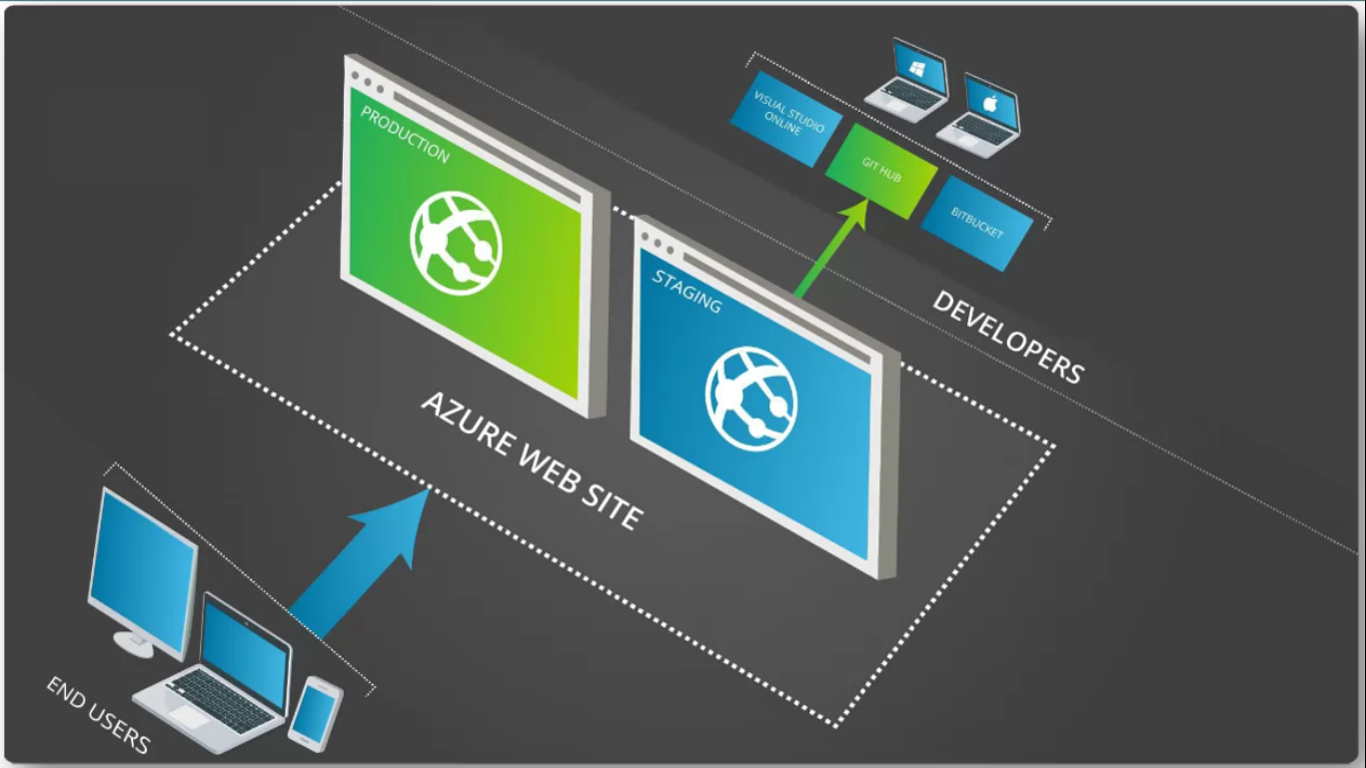 PRODUCTION
STAGING
AZURE WEB SITE
VISUAL STUDIO
ONLINE
GIT HUB
BITBUCKET
DEVELOPERS
END USERS